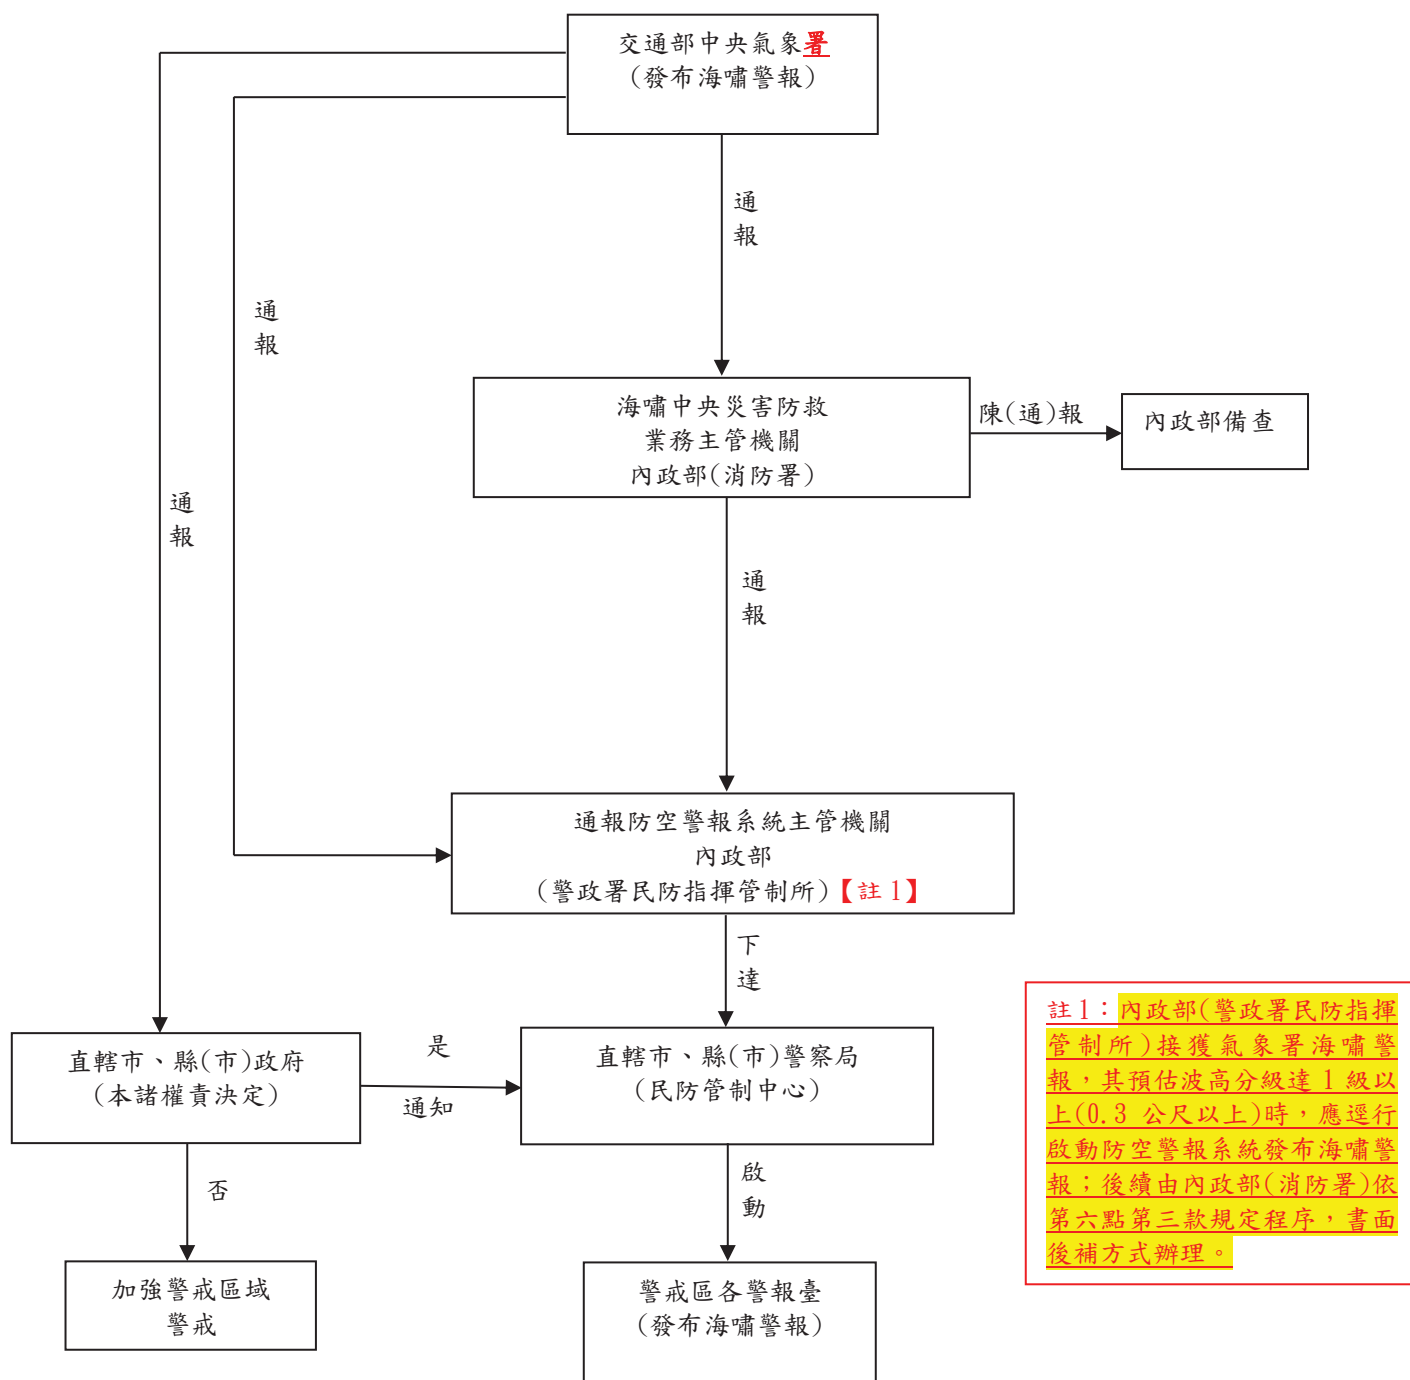 交通部中央氣象署
(發布海嘯警報)
通
報
通
報
通
報
海嘯中央災害防救
業務主管機關
內政部(消防署)
陳(通)報
內政部備查
通
報
通報防空警報系統主管機關
內政部
(警政署民防指揮管制所)【註1】
下
達
直轄市、縣(市)政府
(本諸權責決定)
是
通知
直轄市、縣(市)警察局
(民防管制中心)
否
啟
動
加強警戒區域
警戒
警戒區各警報臺
(發布海嘯警報)
註1：內政部(警政署民防指揮
管制所)接獲氣象署海嘯警
報，其預估波高分級達1級以
上(0.3 公尺以上)時，應逕行
啟動防空警報系統發布海嘯警
報；後續由內政部(消防署)依
第六點第三款規定程序，書面
後補方式辦理。